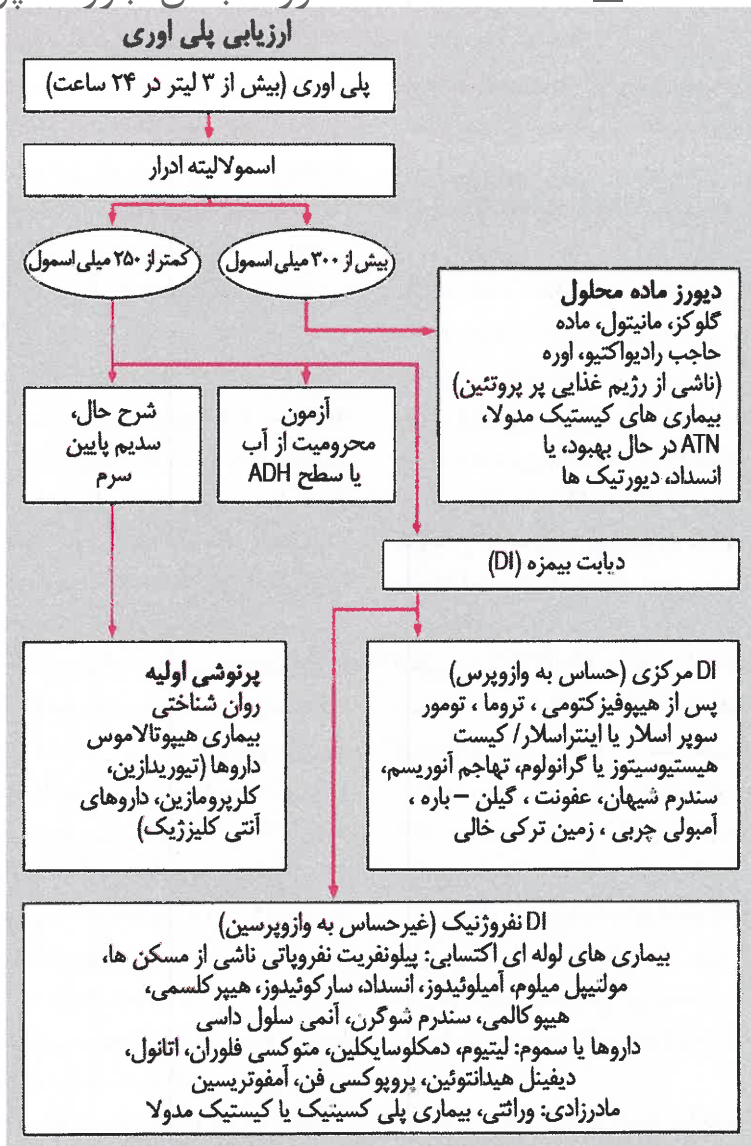 ارزیابی پلی اوری
پلی اوری (بیش از ۳ لیتر در ۲۴ ساعت)
اسمولالیته ادرار
بیش از ۳۰۰ میلی اسمول
کمتر از ۲۵۰ میلی اسمول
دیورز ماده محلول
گلوکز، مانیتول، ماده
حاجب رادیواکتیو، اوره
(ناشی از رژیم غذایی پر پروتئین)
بیماری های کیستیک مدولا،
ATN در حال بهبود، یا
انسداد، دیورتیک ها
آزمون
محرومیت از آب
یا سطح ADH
شرح حال،
سدیم پایین
سرم
دیابت بیمزه (DI)
DI مرکزی (حساس به وازوپرس)
پس از هیپوفیزکتومی ، تروما ، تومور
سوپر اسلار یا اینتراسلار/ کیست
هیستیوسیتوز یا گرانولوم، تهاجم آنوریسم،
سندرم شیهان، عفونت ، گیلن – باره ،
آمبولی چربی ، زمین ترکی خالی
پرنوشی اولیه
روان شناختی
بیماری هیپوتالاموس
داروها (تیوریدازین،
کلرپرومازین، داروهای
آنتی کلیزژیک)
DI نفروژنیک (غیرحساس به وازوپرسین)
بیماری های لوله ای اکتسابی: پیلونفریت نفروپاتی ناشی از مسکن ها،
مولتیپل میلوم، آمیلوئیدوز، انسداد، سارکوئیدوز، هیپرکلسمی،
هیپوکالمی، سندرم شوگرن، آنمی سلول داسی
داروها یا سموم: لیتیوم، دمکلوسایکلین، متوکسی فلوران، اتانول،
دیفینل هیدانتوئین، پروپوکسی فن، آمفوتریسین
مادرزادی: وراثتی، بیماری پلی کسیتیک یا کیستیک مدولا